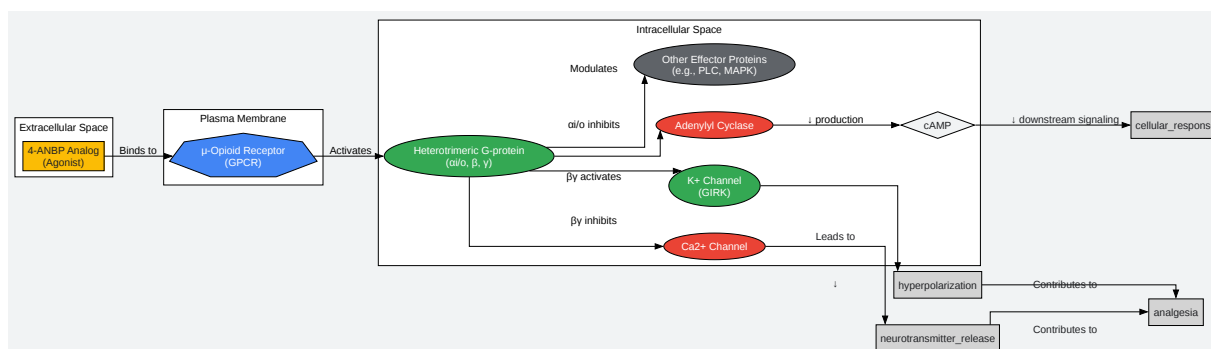 Intracellular Space
Other Effector Proteins
(e.g., PLC, MAPK)
Modulates
Extracellular Space
4-ANBP Analog
(Agonist)
Binds to
Plasma Membrane
μ-Opioid Receptor
(GPCR)
Activates
Heterotrimeric G-protein
(αi/o, β, γ)
αi/o inhibits
Adenylyl Cyclase
↓ production
cAMP
↓ downstream signaling
cellular_respons
βγ activates
K+ Channel
(GIRK)
βγ inhibits
Ca2+ Channel
Leads to
↓
hyperpolarization
Contributes to
analgesia
neurotransmitter_release
Contributes to